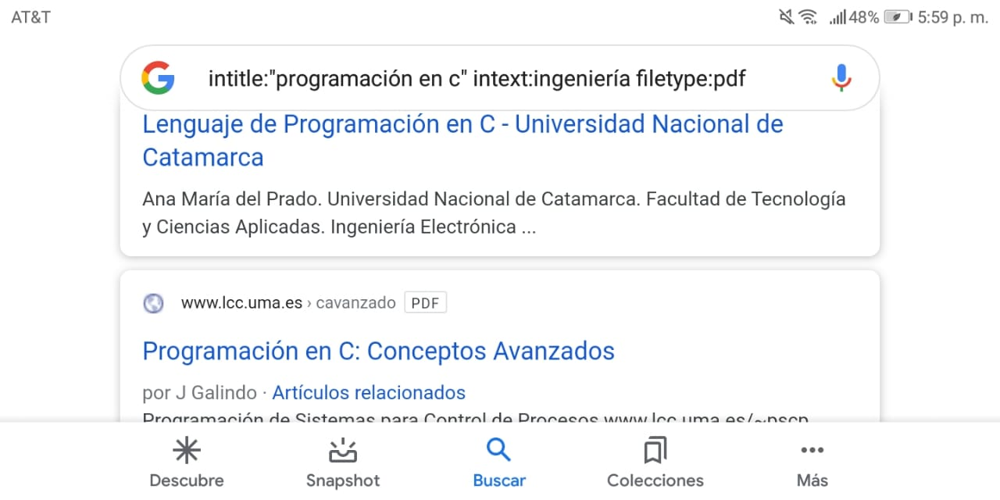 AT&T
48% 5:59 p. m.
intitle:"programación en c" intext:ingeniería filetype:pdf
Lenguaje de Programación en C - Universidad Nacional de
Catamarca
Ana María del Prado. Universidad Nacional de Catamarca. Facultad de Tecnología
y Ciencias Aplicadas. Ingeniería Electrónica ...
www.lcc.uma.es › cavanzado PDF
Programación en C: Conceptos Avanzados
por J Galindo · Artículos relacionados
Programación de Sistemas para Control de Procesos www.lcc.uma.es/~pscp
Descubre Snapshot Buscar Colecciones Más